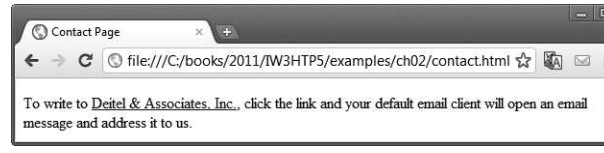 Contact Page
file:///C:/books/2011/IW3HTP5/examples/ch02/contact.html
To write to Deitel & Associates, Inc., click the link and your default email client will open an email
message and address it to us.